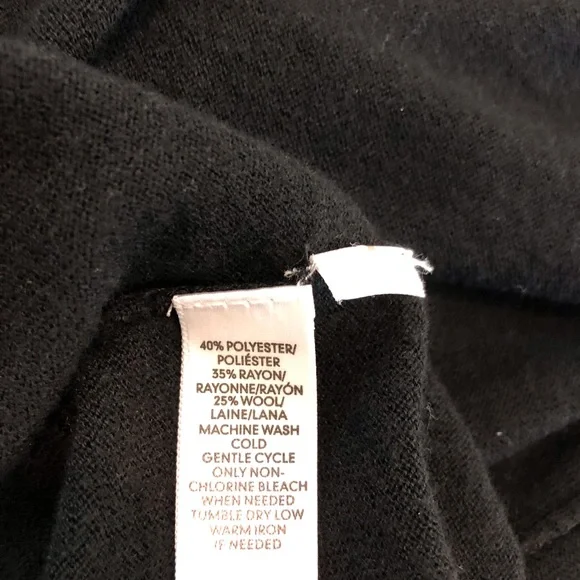 40% POLYESTER/
POLIÉSTER
35% RAYON/
RAYONNE/RAYÓN
25% WOOL/
LAINE/LANA
MACHINE WASH
COLD
GENTLE CYCLE
ONLY NON-
CHLORINE BLEACH
WHEN NEEDED
TUMBLE DRY LOW
WARM IRON
IF NEEDED